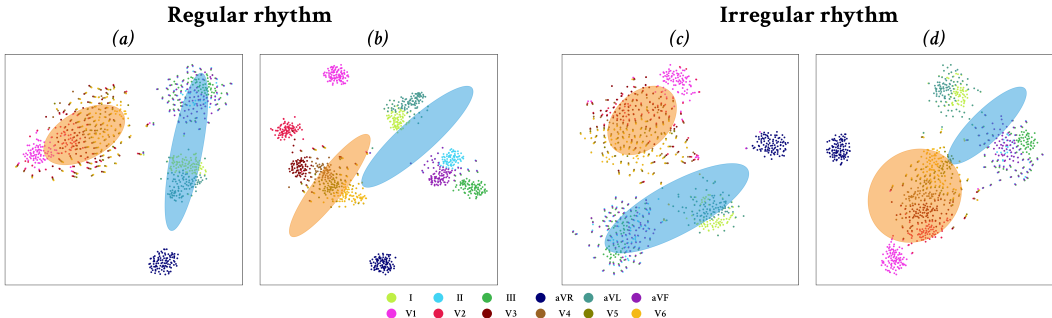 Regular rhythm
Irregular rhythm
(a)
(b)
(c)
(d)
I II III aVR aVL aVF
V1 V2 V3 V4 V5 V6